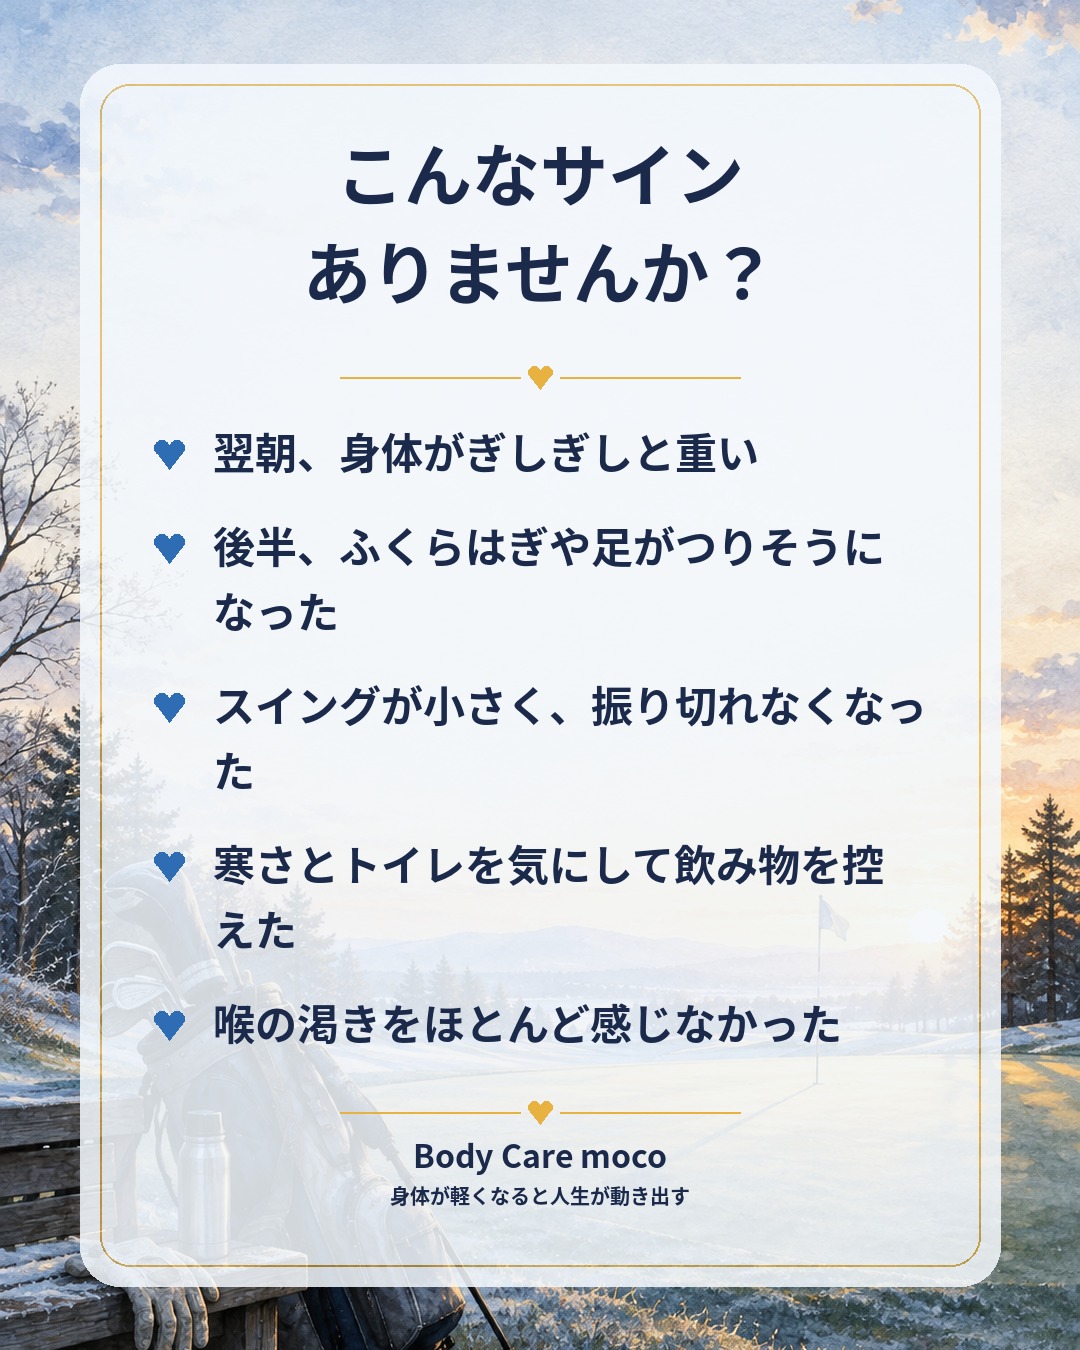 こんなサイン
ありませんか？
翌朝、身体がぎしぎしと重い
後半、ふくらはぎや足がつりそうに
なった
スイングが小さく、振り切れなくなっ
た
寒さとトイレを気にして飲み物を控
えた
喉の渇きをほとんど感じなかった
Body Care moco
身体が軽くなると人生が動き出す